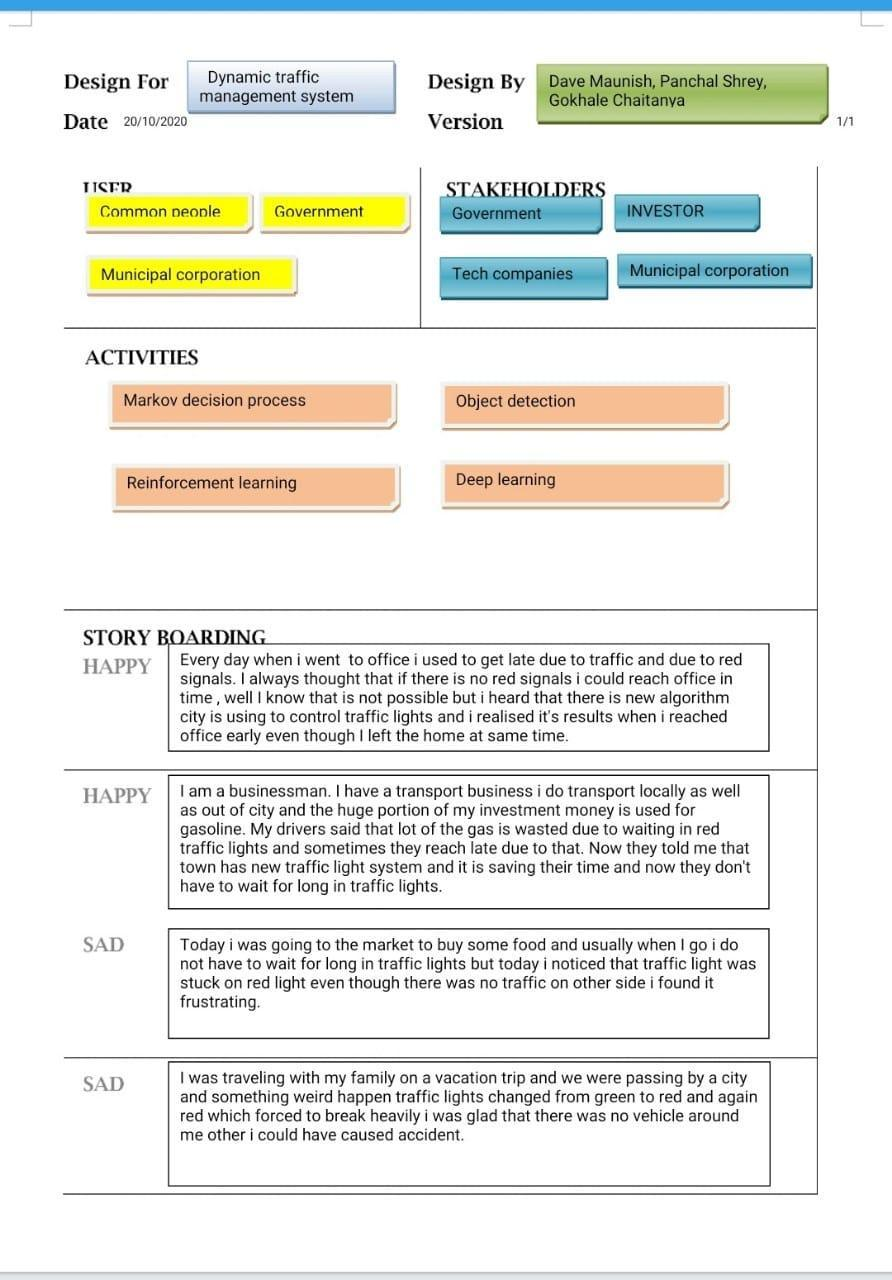 Design For
Dynamic traffic
management system
Design By
Dave Maunish, Panchal Shrey,
Gokhale Chaitanya
Date 20/10/2020
Version 1/1
USER
Common people
Government
Municipal corporation
STAKEHOLDERS
Government
INVESTOR
Tech companies
Municipal corporation
ACTIVITIES
Markov decision process
Object detection
Reinforcement learning
Deep learning
STORY BOARDING
HAPPY
Every day when i went to office i used to get late due to traffic and due to red
signals. I always thought that if there is no red signals i could reach office in
time , well I know that is not possible but i heard that there is new algorithm
city is using to control traffic lights and i realised it's results when i reached
office early even though I left the home at same time.
HAPPY
I am a businessman. I have a transport business i do transport locally as well
as out of city and the huge portion of my investment money is used for
gasoline. My drivers said that lot of the gas is wasted due to waiting in red
traffic lights and sometimes they reach late due to that. Now they told me that
town has new traffic light system and it is saving their time and now they don't
have to wait for long in traffic lights.
SAD
Today i was going to the market to buy some food and usually when I go i do
not have to wait for long in traffic lights but today i noticed that traffic light was
stuck on red light even though there was no traffic on other side i found it
frustrating.
SAD
I was traveling with my family on a vacation trip and we were passing by a city
and something weird happen traffic lights changed from green to red and again
red which forced to break heavily i was glad that there was no vehicle around
me other i could have caused accident.